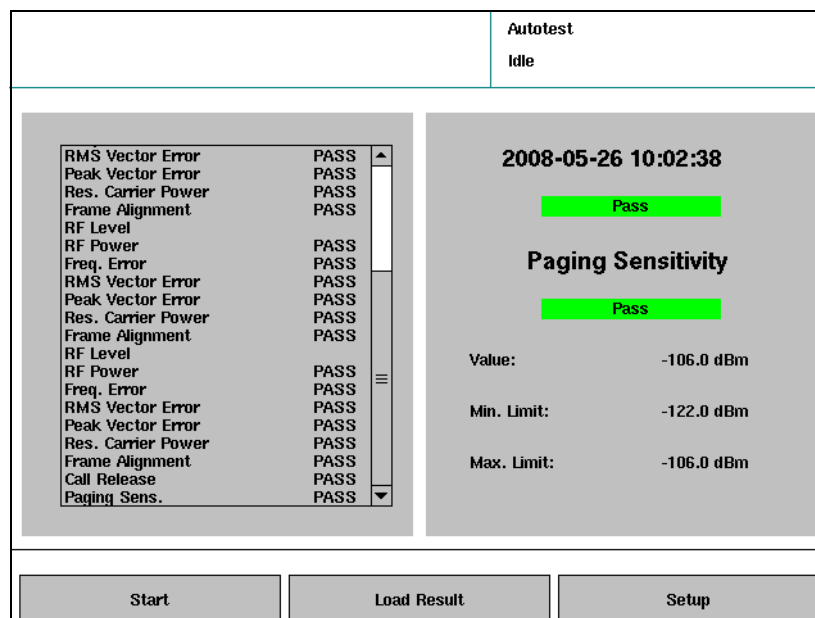 Autotest
Idle
RMS Vector Error PASS
Peak Vector Error PASS
Res. Carrier Power PASS
Frame Alignment PASS
RF Level
RF Power PASS
Freq. Error PASS
RMS Vector Error PASS
Peak Vector Error PASS
Res. Carrier Power PASS
Frame Alignment PASS
RF Level
RF Power PASS
Freq. Error PASS
RMS Vector Error PASS
Peak Vector Error PASS
Res. Carrier Power PASS
Frame Alignment PASS
Call Release PASS
Paging Sens. PASS
2008-05-26 10:02:38
Pass
Paging Sensitivity
Pass
Value: -106.0 dBm
Min. Limit: -122.0 dBm
Max. Limit: -106.0 dBm
Start
Load Result
Setup